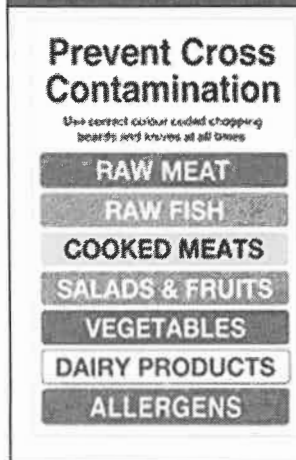 Prevent Cross
Contamination
Use correct colour coded chopping
boards and knives at all times
RAW MEAT
RAW FISH
COOKED MEATS
SALADS & FRUITS
VEGETABLES
DAIRY PRODUCTS
ALLERGENS